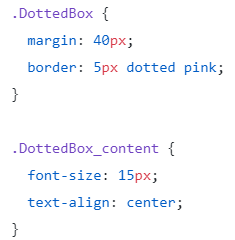 .DottedBox {
  margin: 40px;
  border: 5px dotted pink;
}

.DottedBox_content {
  font-size: 15px;
  text-align: center;
}